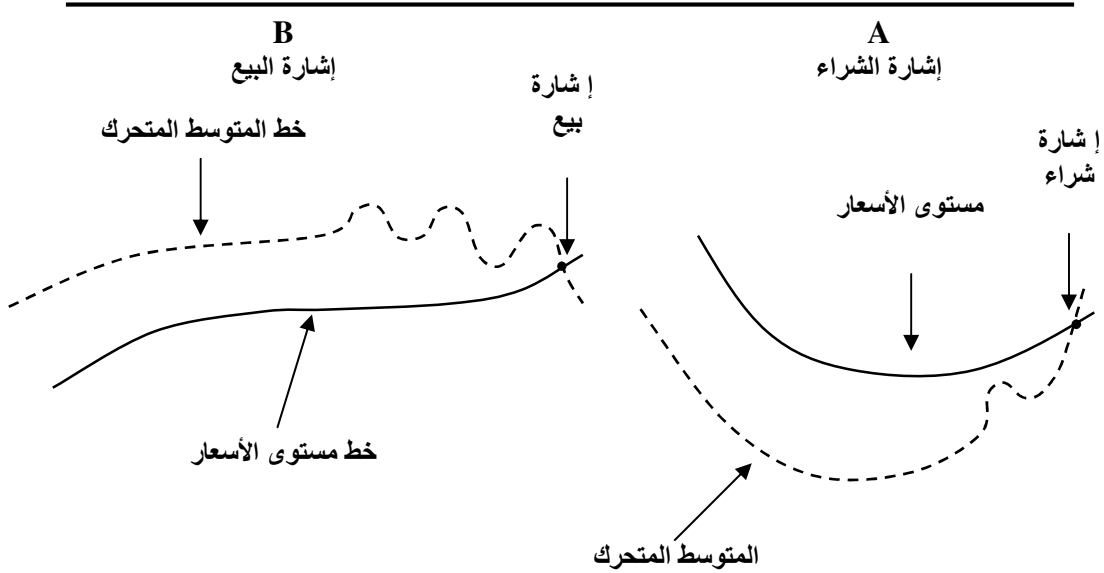 A
إشارة الشراء
إ شارة
شراء
مستوى الأسعار
المتوسط المتحرك
B
إشارة البيع
إ شارة
بيع
خط المتوسط المتحرك
خط مستوى الأسعار